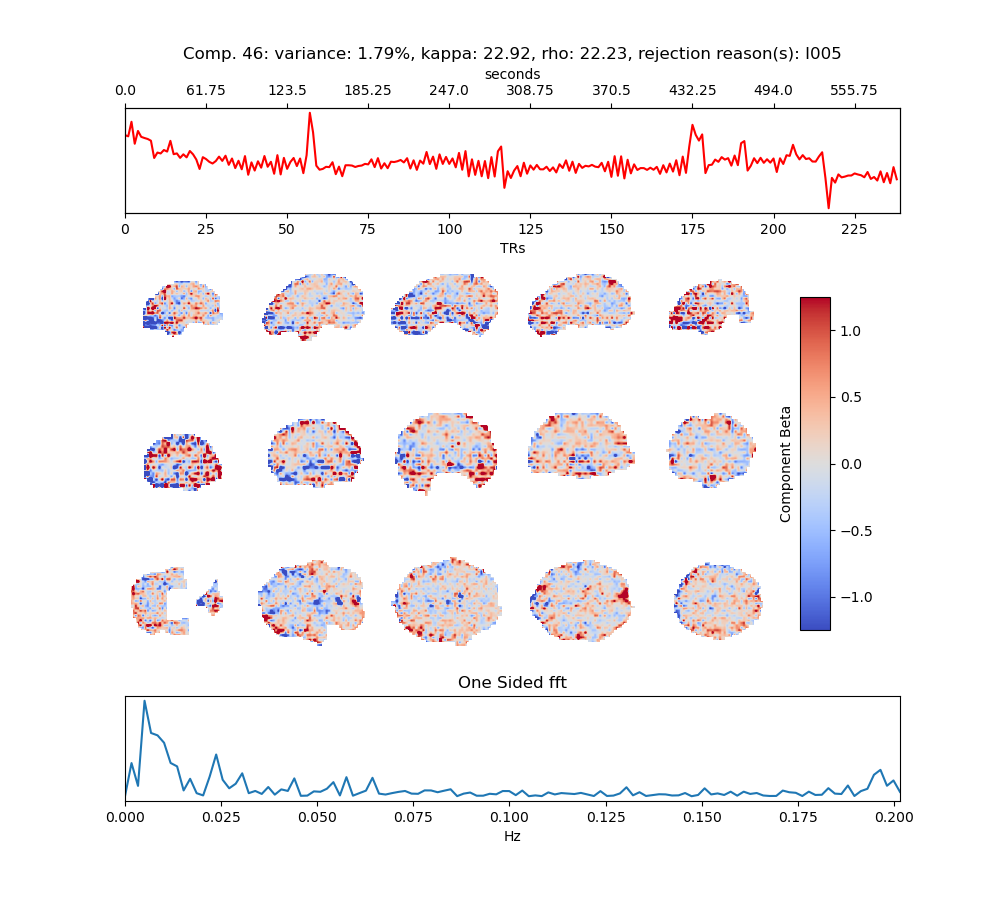 Comp. 46: variance: 1.79%, kappa: 22.92, rho: 22.23, rejection reason(s): I005
seconds
0.0 61.75 123.5 185.25 247.0 308.75 370.5 432.25 494.0 555.75
0 25 50 75 100 125 150 175 200 225
TRs
1.0
0.5
0.0
−0.5
−1.0
Component Beta
One Sided fft
0.000 0.025 0.050 0.075 0.100 0.125 0.150 0.175 0.200
Hz